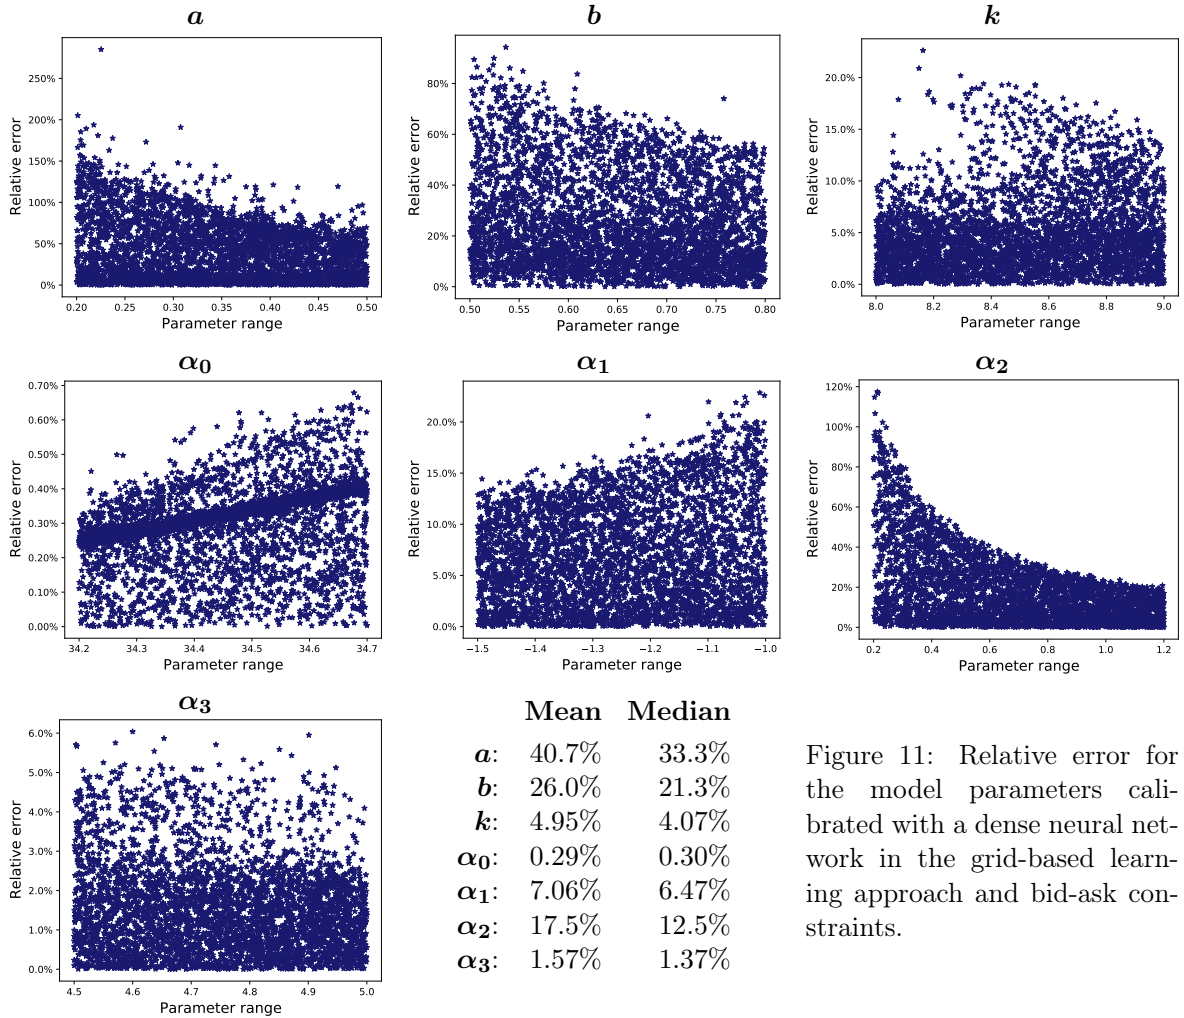 a
b
k
Relative error
250%
200%
150%
100%
50%
0%
0.20 0.25 0.30 0.35 0.40 0.45 0.50
Parameter range
Relative error
80%
60%
40%
20%
0%
0.50 0.55 0.60 0.65 0.70 0.75 0.80
Parameter range
Relative error
20.0%
15.0%
10.0%
5.0%
0.0%
8.0 8.2 8.4 8.6 8.8 9.0
Parameter range
α₀
α₁
α₂
Relative error
0.70%
0.60%
0.50%
0.40%
0.30%
0.20%
0.10%
0.00%
34.2 34.3 34.4 34.5 34.6 34.7
Parameter range
Relative error
20.0%
15.0%
10.0%
5.0%
0.0%
−1.5 −1.4 −1.3 −1.2 −1.1 −1.0
Parameter range
Relative error
120%
100%
80%
60%
40%
20%
0%
0.2 0.4 0.6 0.8 1.0 1.2
Parameter range
α₃
Relative error
6.0%
5.0%
4.0%
3.0%
2.0%
1.0%
0.0%
4.5 4.6 4.7 4.8 4.9 5.0
Parameter range
Mean Median
a: 40.7% 33.3%
b: 26.0% 21.3%
k: 4.95% 4.07%
α₀: 0.29% 0.30%
α₁: 7.06% 6.47%
α₂: 17.5% 12.5%
α₃: 1.57% 1.37%
Figure 11: Relative error for
the model parameters cali-
brated with a dense neural net-
work in the grid-based learn-
ing approach and bid-ask con-
straints.